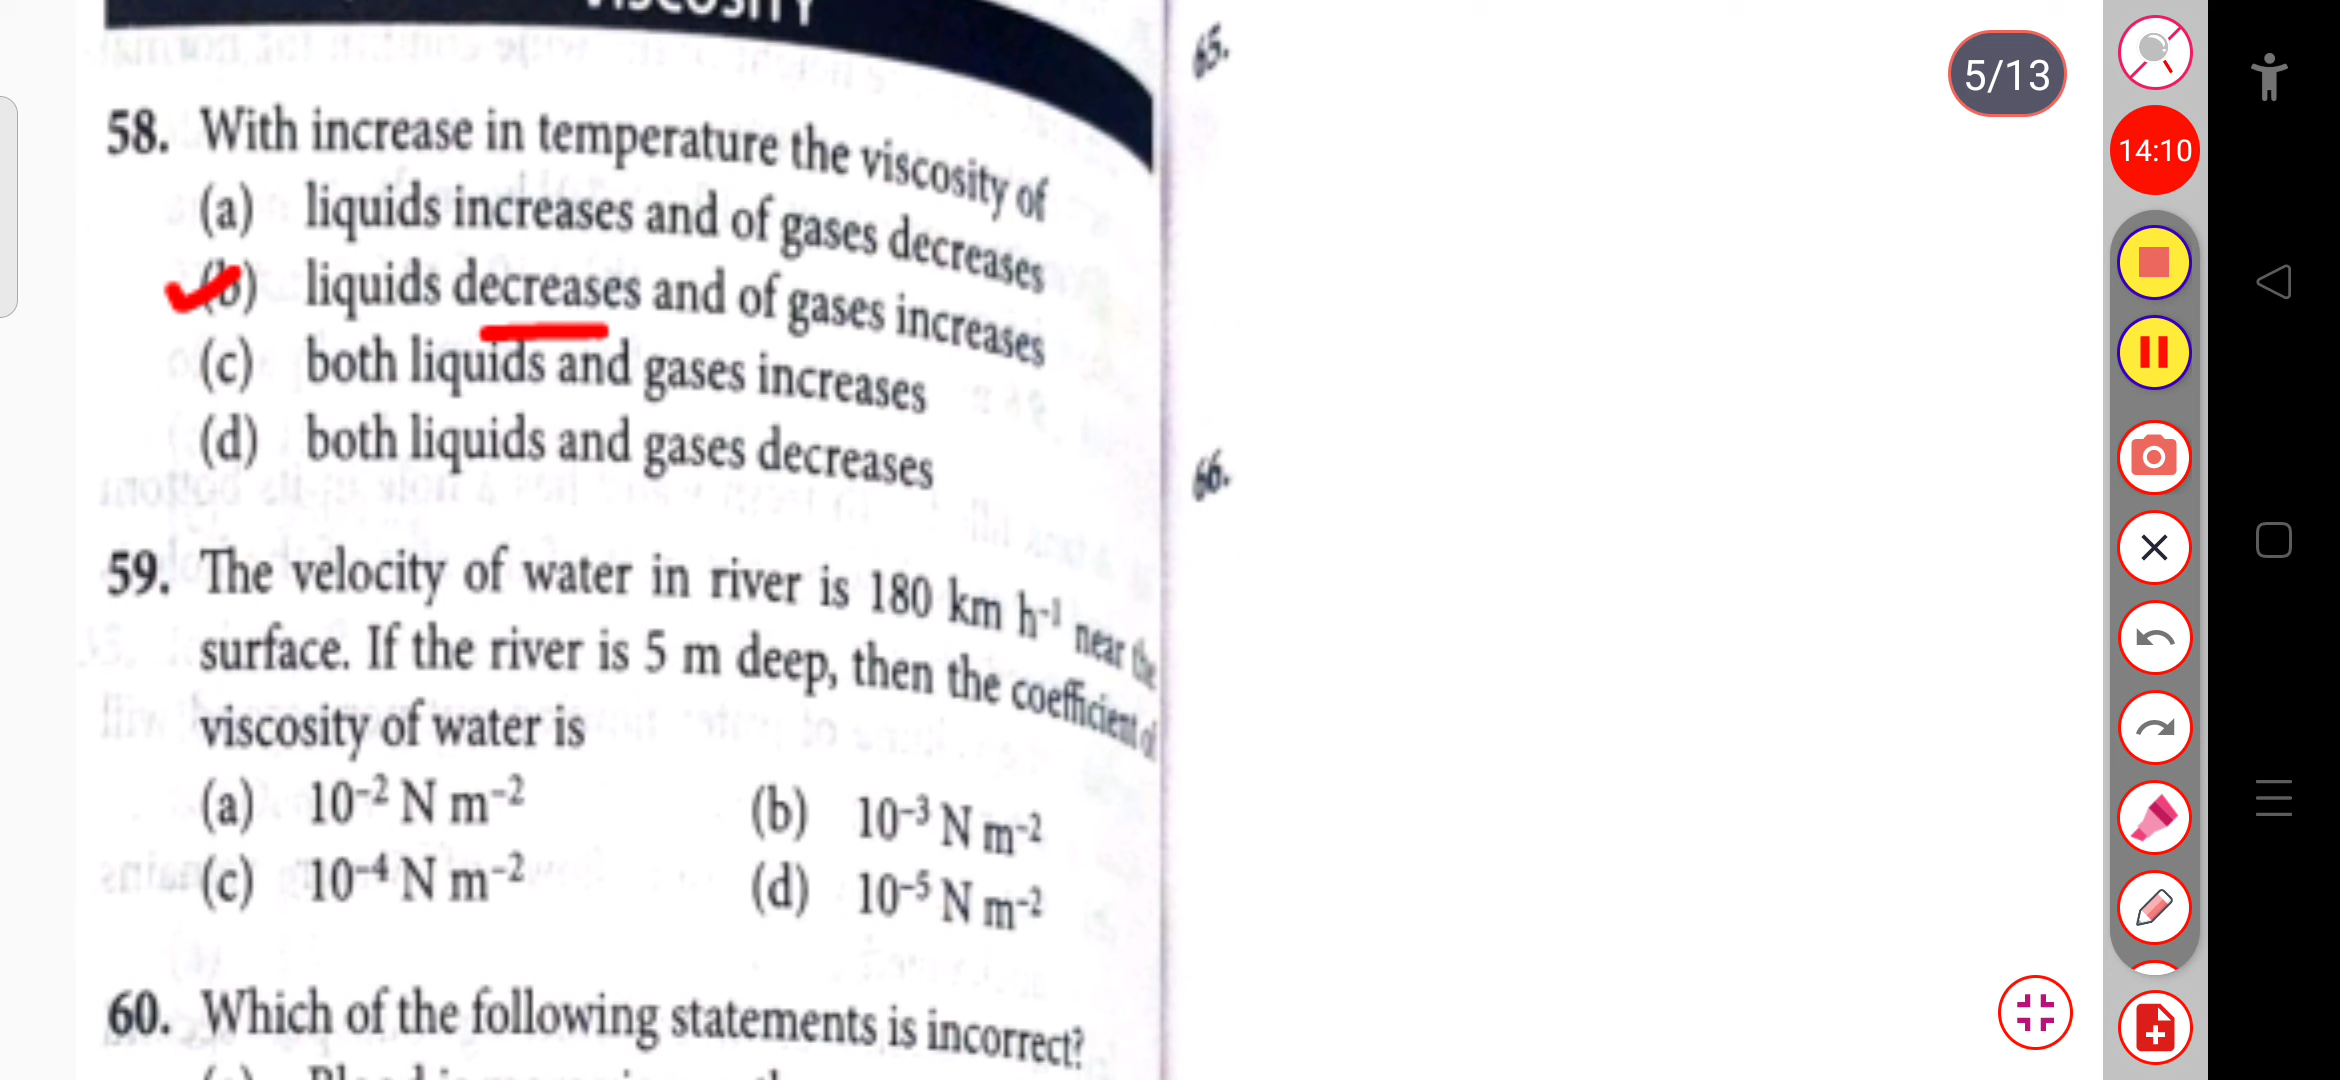 VISCOSITY
58. With increase in temperature the viscosity of
(a) liquids increases and of gases decreases
(b) liquids decreases and of gases increases
(c) both liquids and gases increases
(d) both liquids and gases decreases
59. The velocity of water in river is 180 km h⁻¹ near the
surface. If the river is 5 m deep, then the coefficient of
viscosity of water is
(a) 10⁻² N m⁻² (b) 10⁻³ N m⁻²
(c) 10⁻⁴ N m⁻² (d) 10⁻⁵ N m⁻²
60. Which of the following statements is incorrect?
65.
66.
5/13
14:10